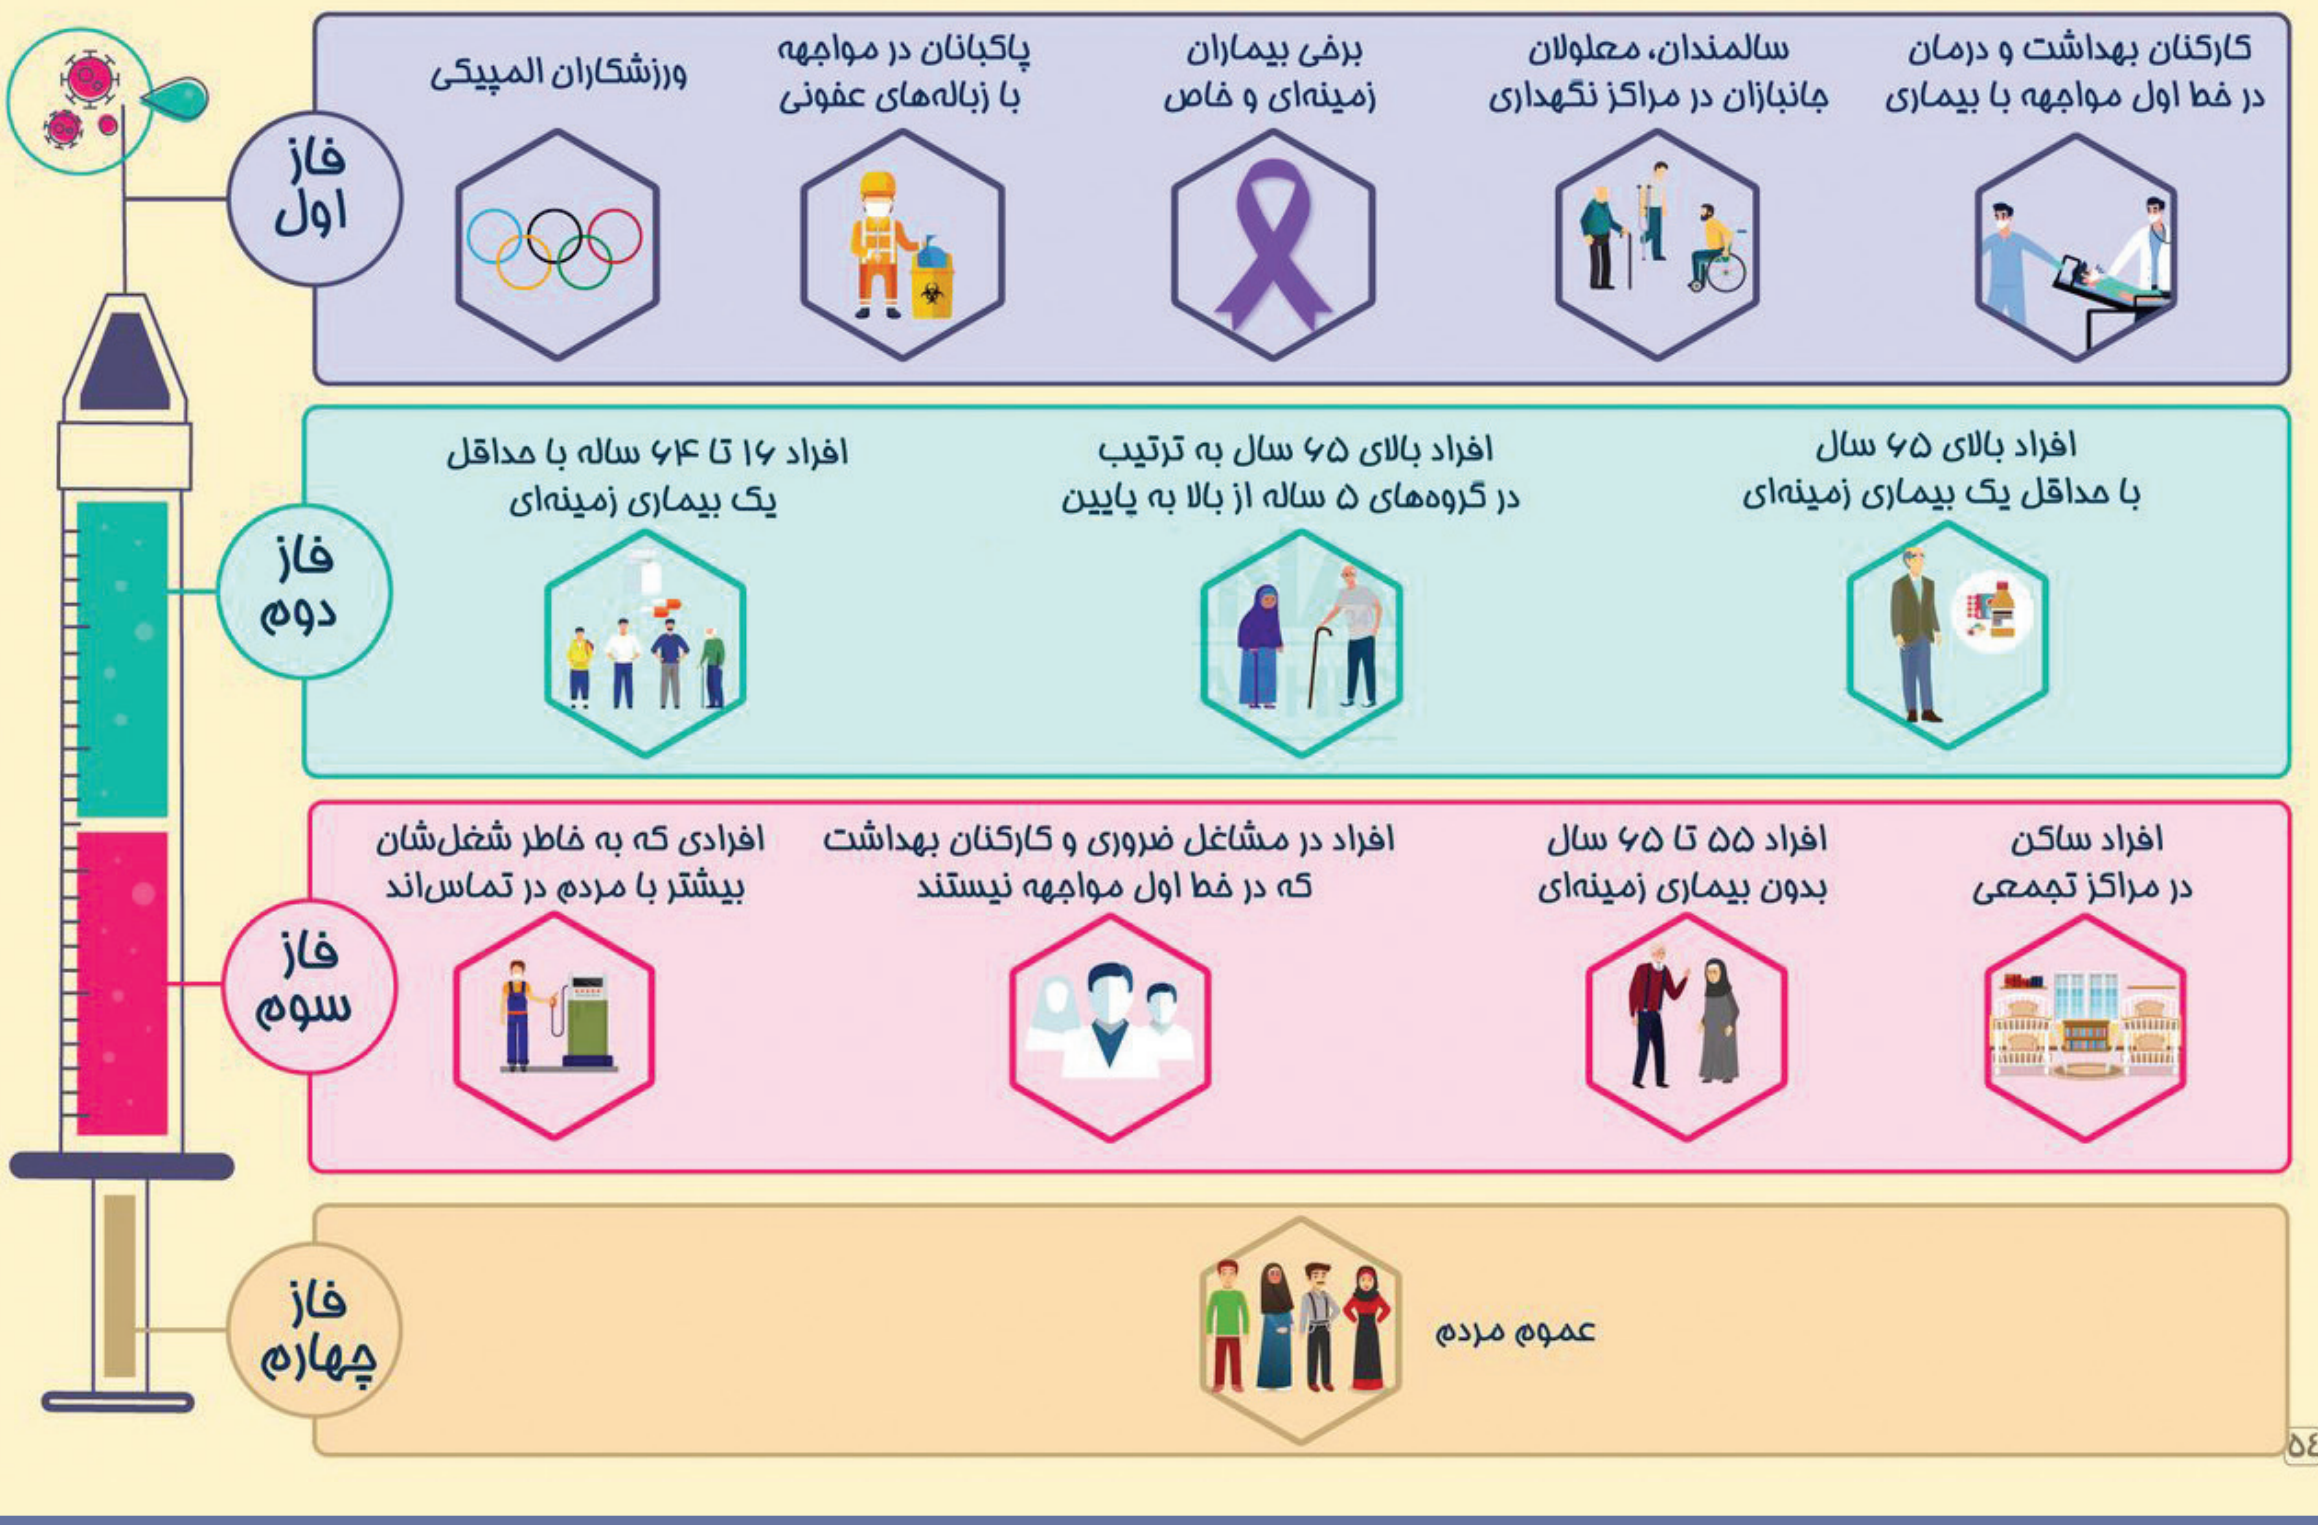 فاز
اول
کارکنان بهداشت و درمان
در خط اول مواجهه با بیماری
سالمندان، معلولان
جانبازان در مراکز نگهداری
برخی بیماران
زمینه‌ای و خاص
پاکبانان در مواجهه
با زباله‌های عفونی
ورزشکاران المپیکی
فاز
دوم
افراد بالای ۶۵ سال
با حداقل یک بیماری زمینه‌ای
افراد بالای ۶۵ سال به ترتیب
در گروه‌های ۵ ساله از بالا به پایین
افراد ۱۶ تا ۶۴ ساله با حداقل
یک بیماری زمینه‌ای
فاز
سوم
افراد ساکن
در مراکز تجمعی
افراد ۵۵ تا ۶۵ سال
بدون بیماری زمینه‌ای
افراد در مشاغل ضروری و کارکنان بهداشت
که در خط اول مواجهه نیستند
افرادی که به خاطر شغل‌شان
بیشتر با مردم در تماس‌اند
فاز
چهارم
عموم مردم